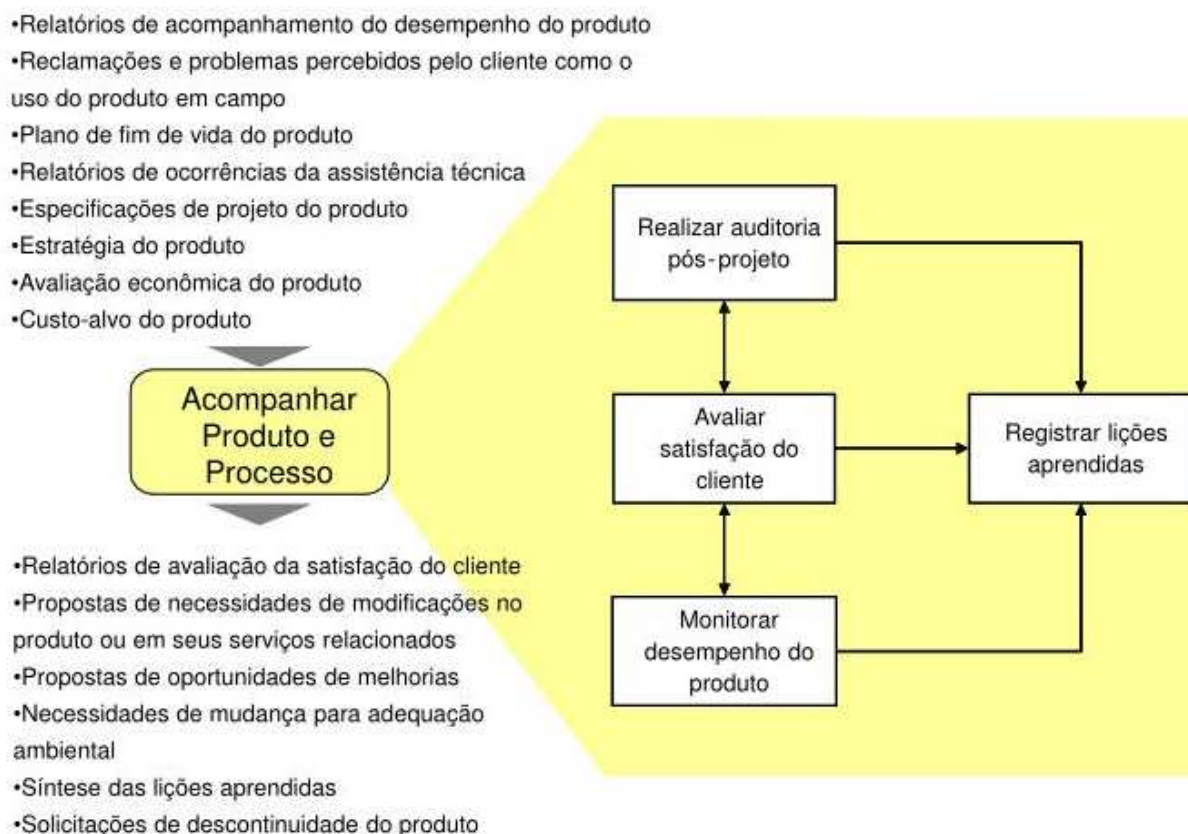 •Relatórios de acompanhamento do desempenho do produto
•Reclamações e problemas percebidos pelo cliente como o
uso do produto em campo
•Plano de fim de vida do produto
•Relatórios de ocorrências da assistência técnica
•Especificações de projeto do produto
•Estratégia do produto
•Avaliação econômica do produto
•Custo-alvo do produto
Acompanhar
Produto e
Processo
•Relatórios de avaliação da satisfação do cliente
•Propostas de necessidades de modificações no
produto ou em seus serviços relacionados
•Propostas de oportunidades de melhorias
•Necessidades de mudança para adequação
ambiental
•Síntese das lições aprendidas
•Solicitações de descontinuidade do produto
Realizar auditoria
pós-projeto
Avaliar
satisfação do
cliente
Registrar lições
aprendidas
Monitorar
desempenho do
produto